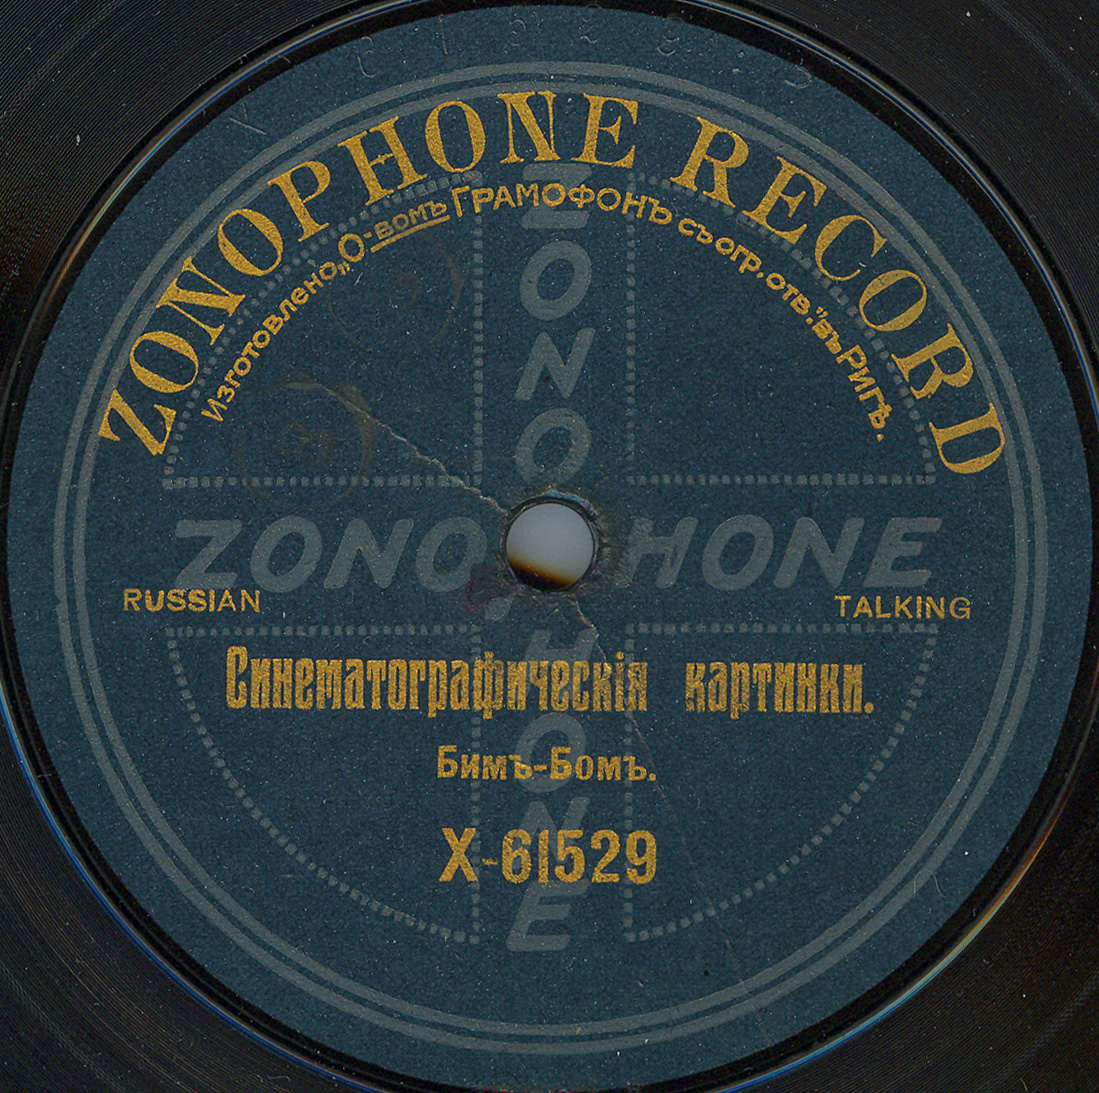 ZONOPHONE RECORD
Изготовлено „О-вомъ ГРАМОФОНЪ съ огр. отв." въ Ригѣ.
ZONOPHONE
ZONOPHONE
RUSSIAN
TALKING
Синематографическія картинки.
Бимъ-Бомъ.
X-61529